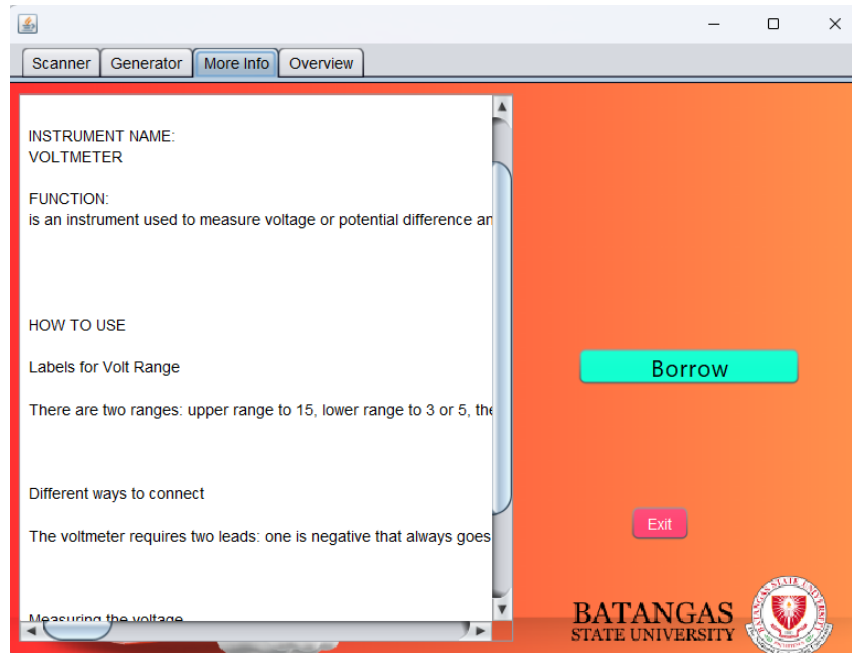 Scanner
Generator
More Info
Overview
INSTRUMENT NAME:
VOLTMETER
FUNCTION:
is an instrument used to measure voltage or potential difference an
HOW TO USE
Labels for Volt Range
There are two ranges: upper range to 15, lower range to 3 or 5, the
Different ways to connect
The voltmeter requires two leads: one is negative that always goes
Measuring the voltage
Borrow
Exit
BATANGAS
STATE UNIVERSITY